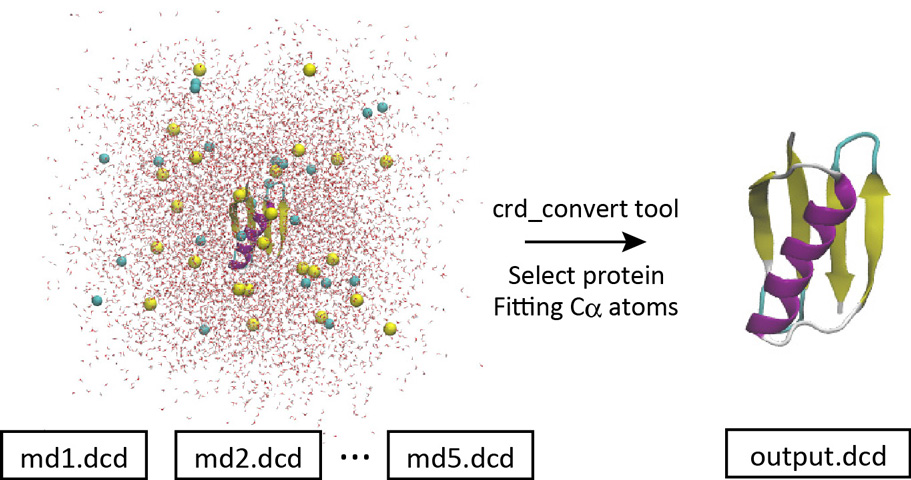 crd_convert tool
Select protein
Fitting Cα atoms
md1.dcd
md2.dcd
...
md5.dcd
output.dcd